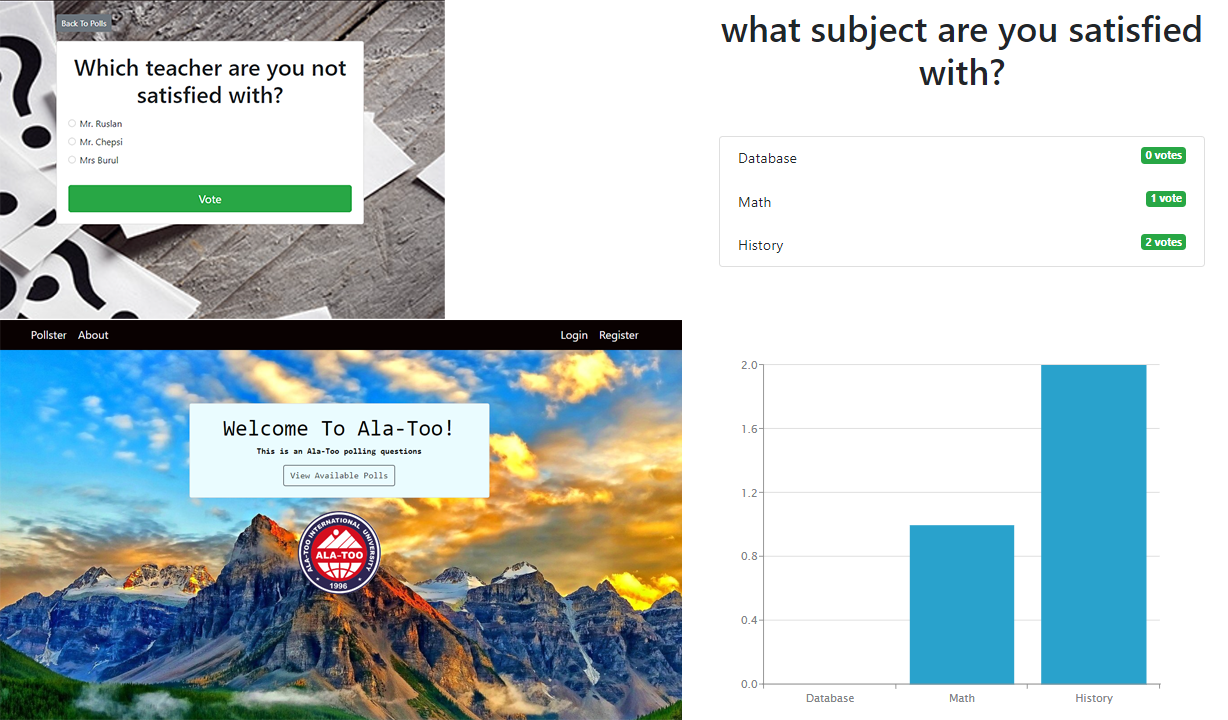 Back To Polls
Which teacher are you not
satisfied with?
Mr. Ruslan
Mr. Chepsi
Mrs Burul
Vote
what subject are you satisfied
with?
Database 0 votes
Math 1 vote
History 2 votes
Pollster About Login Register
Welcome To Ala-Too!
This is an Ala-Too polling questions
View Available Polls
ALA-TOO INTERNATIONAL UNIVERSITY
ALA-TOO
1996
2.0
1.6
1.2
0.8
0.4
0.0
Database Math History